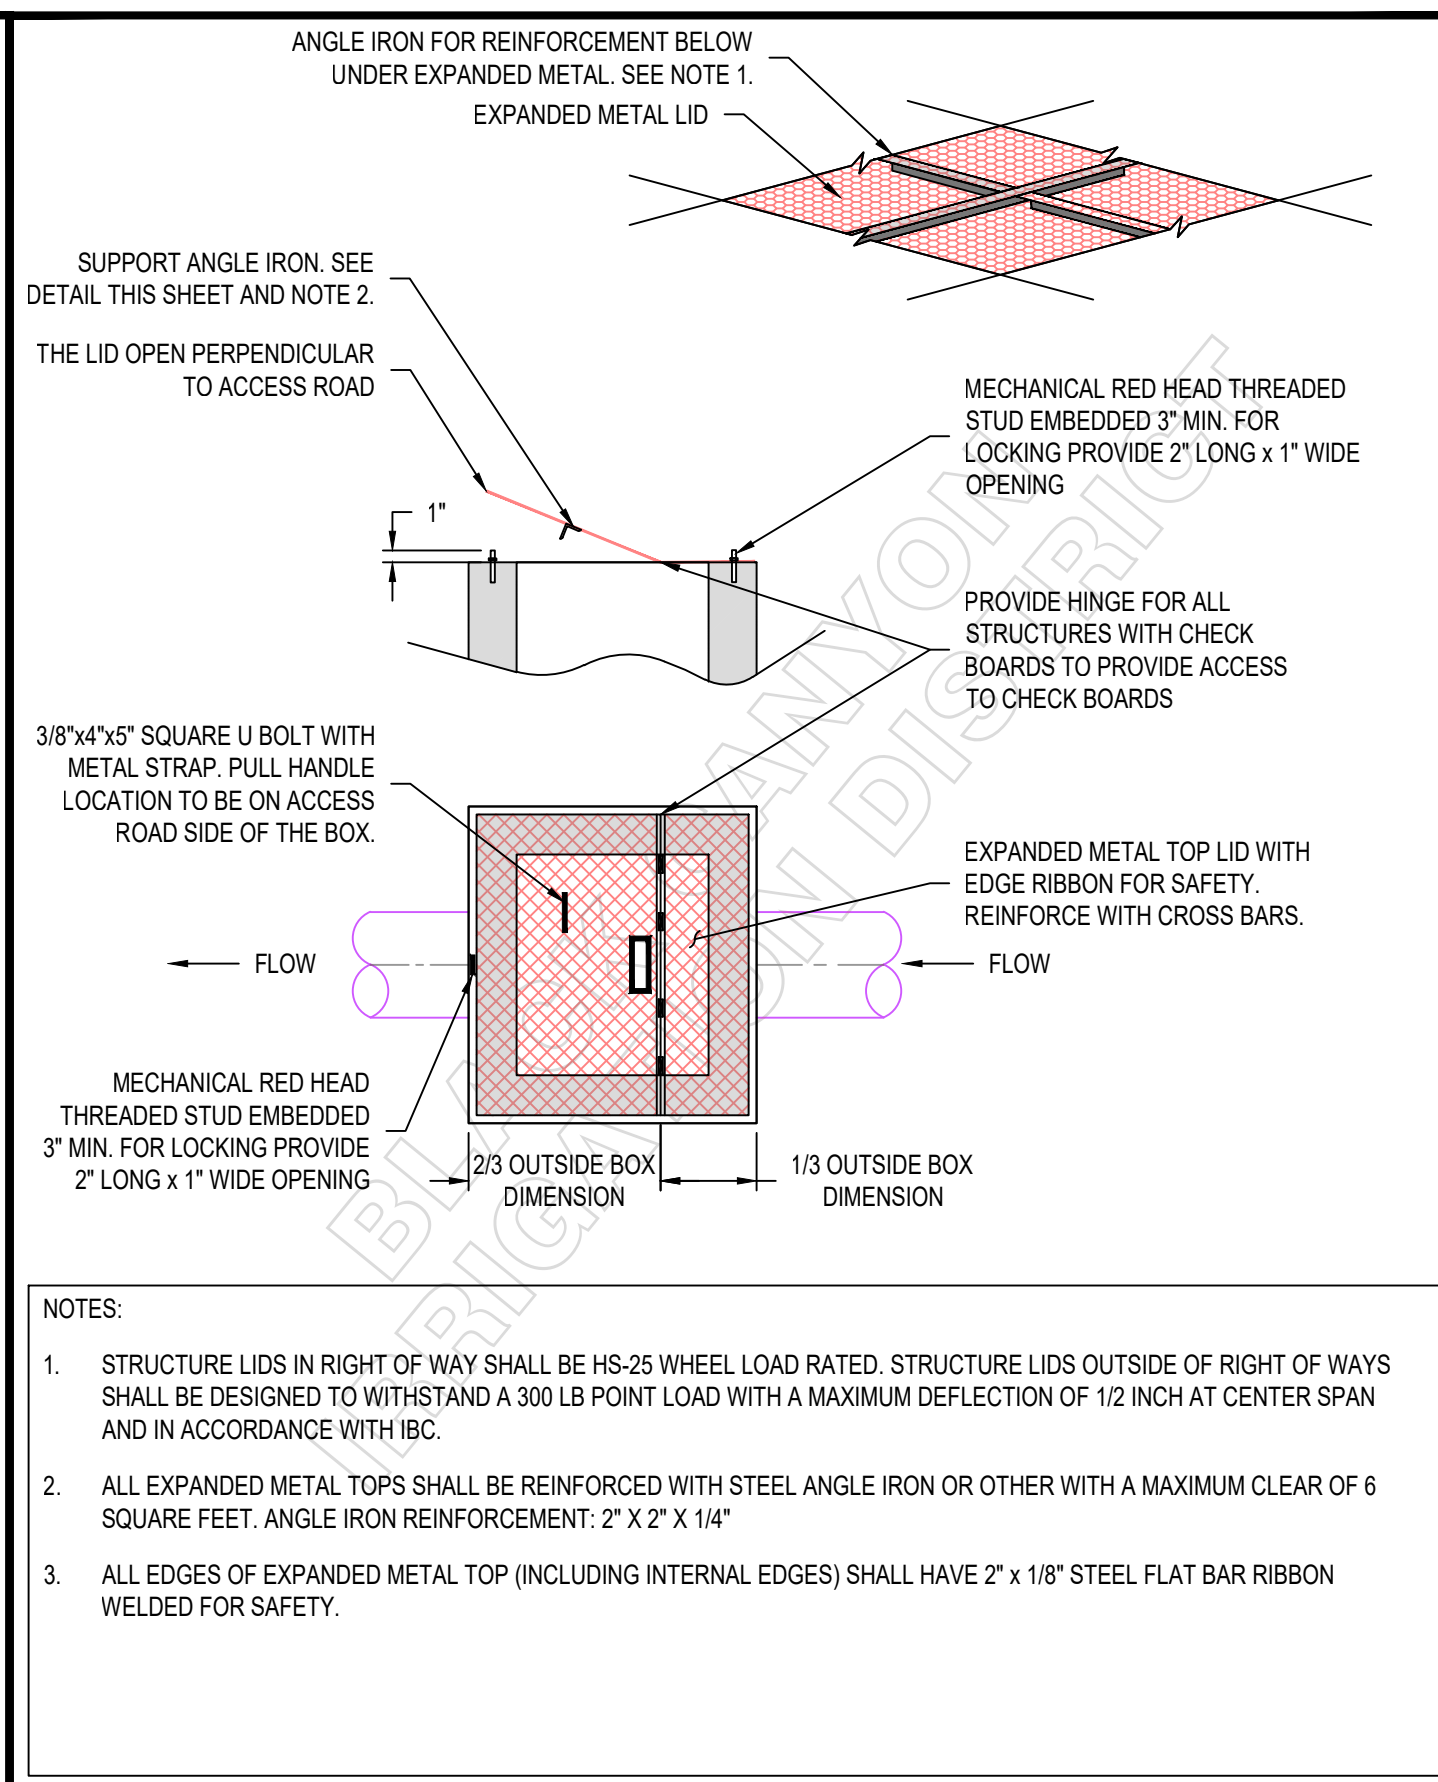 ANGLE IRON FOR REINFORCEMENT BELOW
UNDER EXPANDED METAL. SEE NOTE 1.
EXPANDED METAL LID
SUPPORT ANGLE IRON. SEE
DETAIL THIS SHEET AND NOTE 2.
THE LID OPEN PERPENDICULAR
TO ACCESS ROAD
MECHANICAL RED HEAD THREADED
STUD EMBEDDED 3" MIN. FOR
LOCKING PROVIDE 2" LONG x 1" WIDE
OPENING
1"
PROVIDE HINGE FOR ALL
STRUCTURES WITH CHECK
BOARDS TO PROVIDE ACCESS
TO CHECK BOARDS
3/8"x4"x5" SQUARE U BOLT WITH
METAL STRAP. PULL HANDLE
LOCATION TO BE ON ACCESS
ROAD SIDE OF THE BOX.
EXPANDED METAL TOP LID WITH
EDGE RIBBON FOR SAFETY.
REINFORCE WITH CROSS BARS.
FLOW
FLOW
MECHANICAL RED HEAD
THREADED STUD EMBEDDED
3" MIN. FOR LOCKING PROVIDE
2" LONG x 1" WIDE OPENING
2/3 OUTSIDE BOX
DIMENSION
1/3 OUTSIDE BOX
DIMENSION
BLACK CANYON
IRRIGATION DISTRICT
NOTES:
1. STRUCTURE LIDS IN RIGHT OF WAY SHALL BE HS-25 WHEEL LOAD RATED. STRUCTURE LIDS OUTSIDE OF RIGHT OF WAYS
SHALL BE DESIGNED TO WITHSTAND A 300 LB POINT LOAD WITH A MAXIMUM DEFLECTION OF 1/2 INCH AT CENTER SPAN
AND IN ACCORDANCE WITH IBC.
2. ALL EXPANDED METAL TOPS SHALL BE REINFORCED WITH STEEL ANGLE IRON OR OTHER WITH A MAXIMUM CLEAR OF 6
SQUARE FEET. ANGLE IRON REINFORCEMENT: 2" X 2" X 1/4"
3. ALL EDGES OF EXPANDED METAL TOP (INCLUDING INTERNAL EDGES) SHALL HAVE 2" x 1/8" STEEL FLAT BAR RIBBON
WELDED FOR SAFETY.